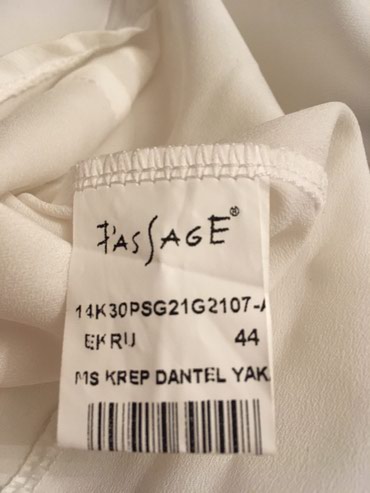 PASSAGE®
14K30PSG21G2107-A
EKRU 44
MS KREP DANTEL YAK